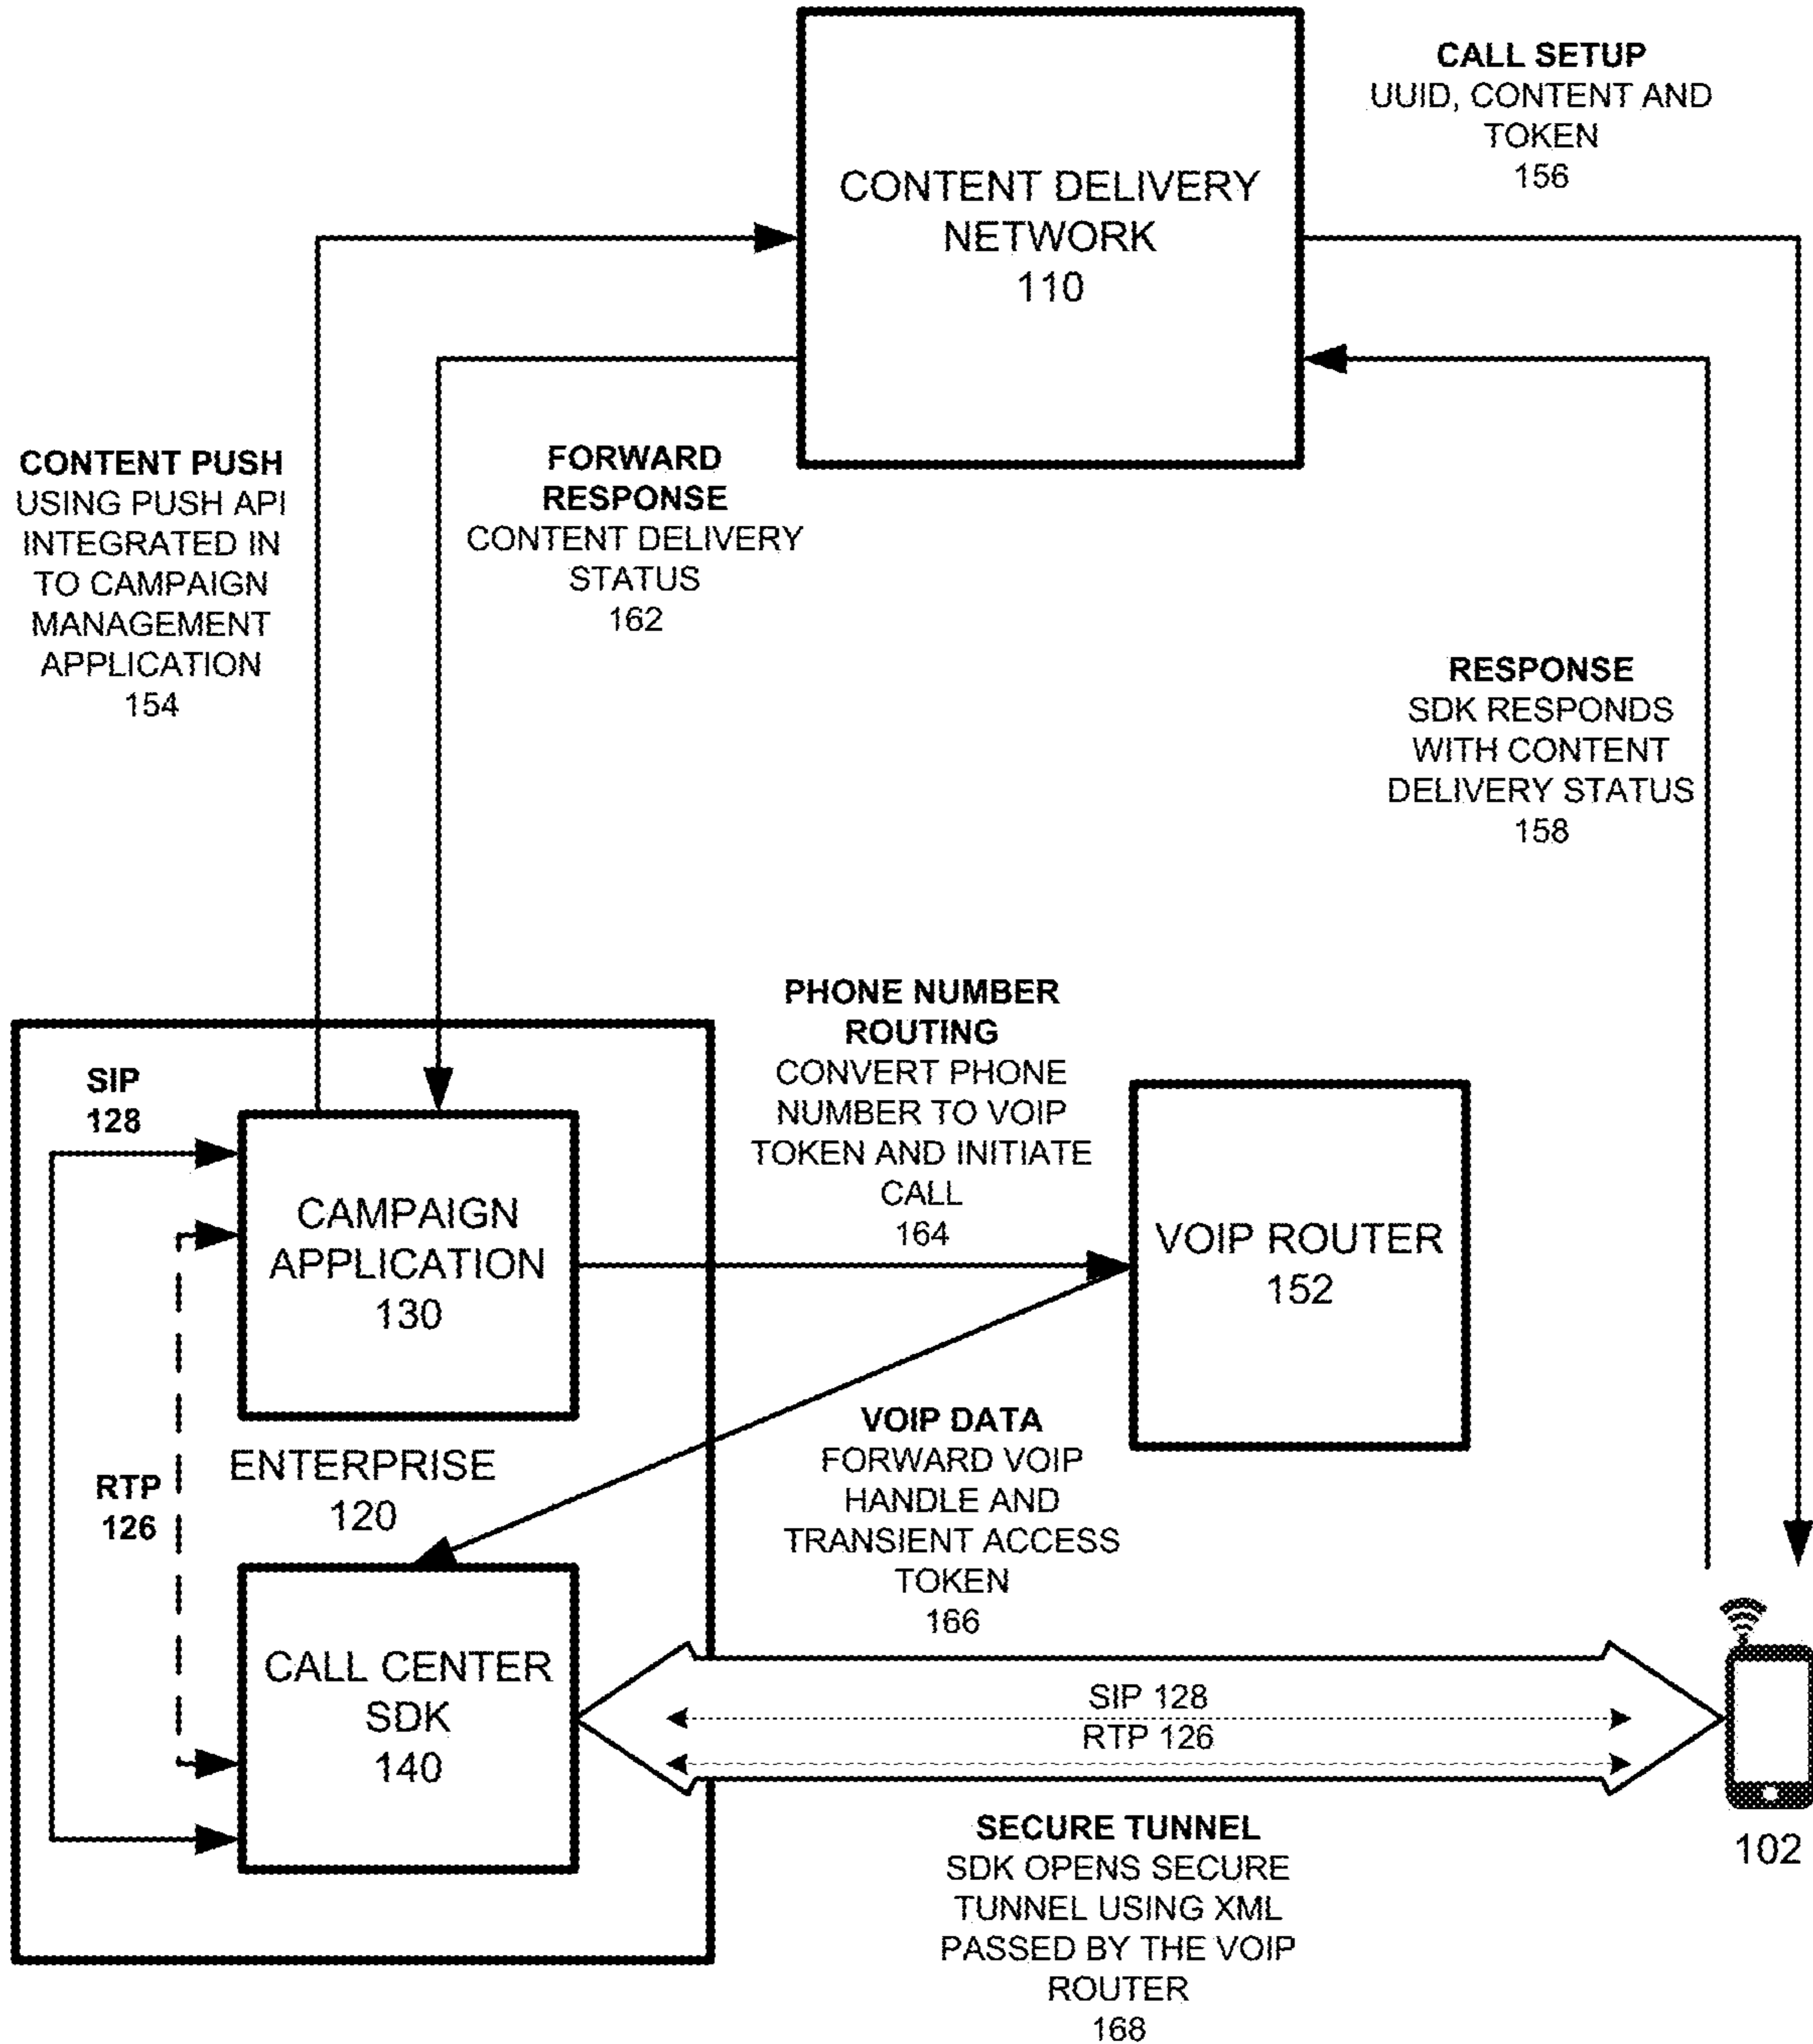 CALL SETUP
UUID, CONTENT AND
TOKEN
156
CONTENT DELIVERY
NETWORK
110
CONTENT PUSH
USING PUSH API
INTEGRATED IN
TO CAMPAIGN
MANAGEMENT
APPLICATION
154
FORWARD
RESPONSE
CONTENT DELIVERY
STATUS
162
RESPONSE
SDK RESPONDS
WITH CONTENT
DELIVERY STATUS
158
PHONE NUMBER
ROUTING
CONVERT PHONE
NUMBER TO VOIP
TOKEN AND INITIATE
CALL
164
SIP
128
CAMPAIGN
APPLICATION
130
VOIP ROUTER
152
ENTERPRISE
120
RTP
126
VOIP DATA
FORWARD VOIP
HANDLE AND
TRANSIENT ACCESS
TOKEN
166
CALL CENTER
SDK
140
SIP 128
RTP 126
102
SECURE TUNNEL
SDK OPENS SECURE
TUNNEL USING XML
PASSED BY THE VOIP
ROUTER
168